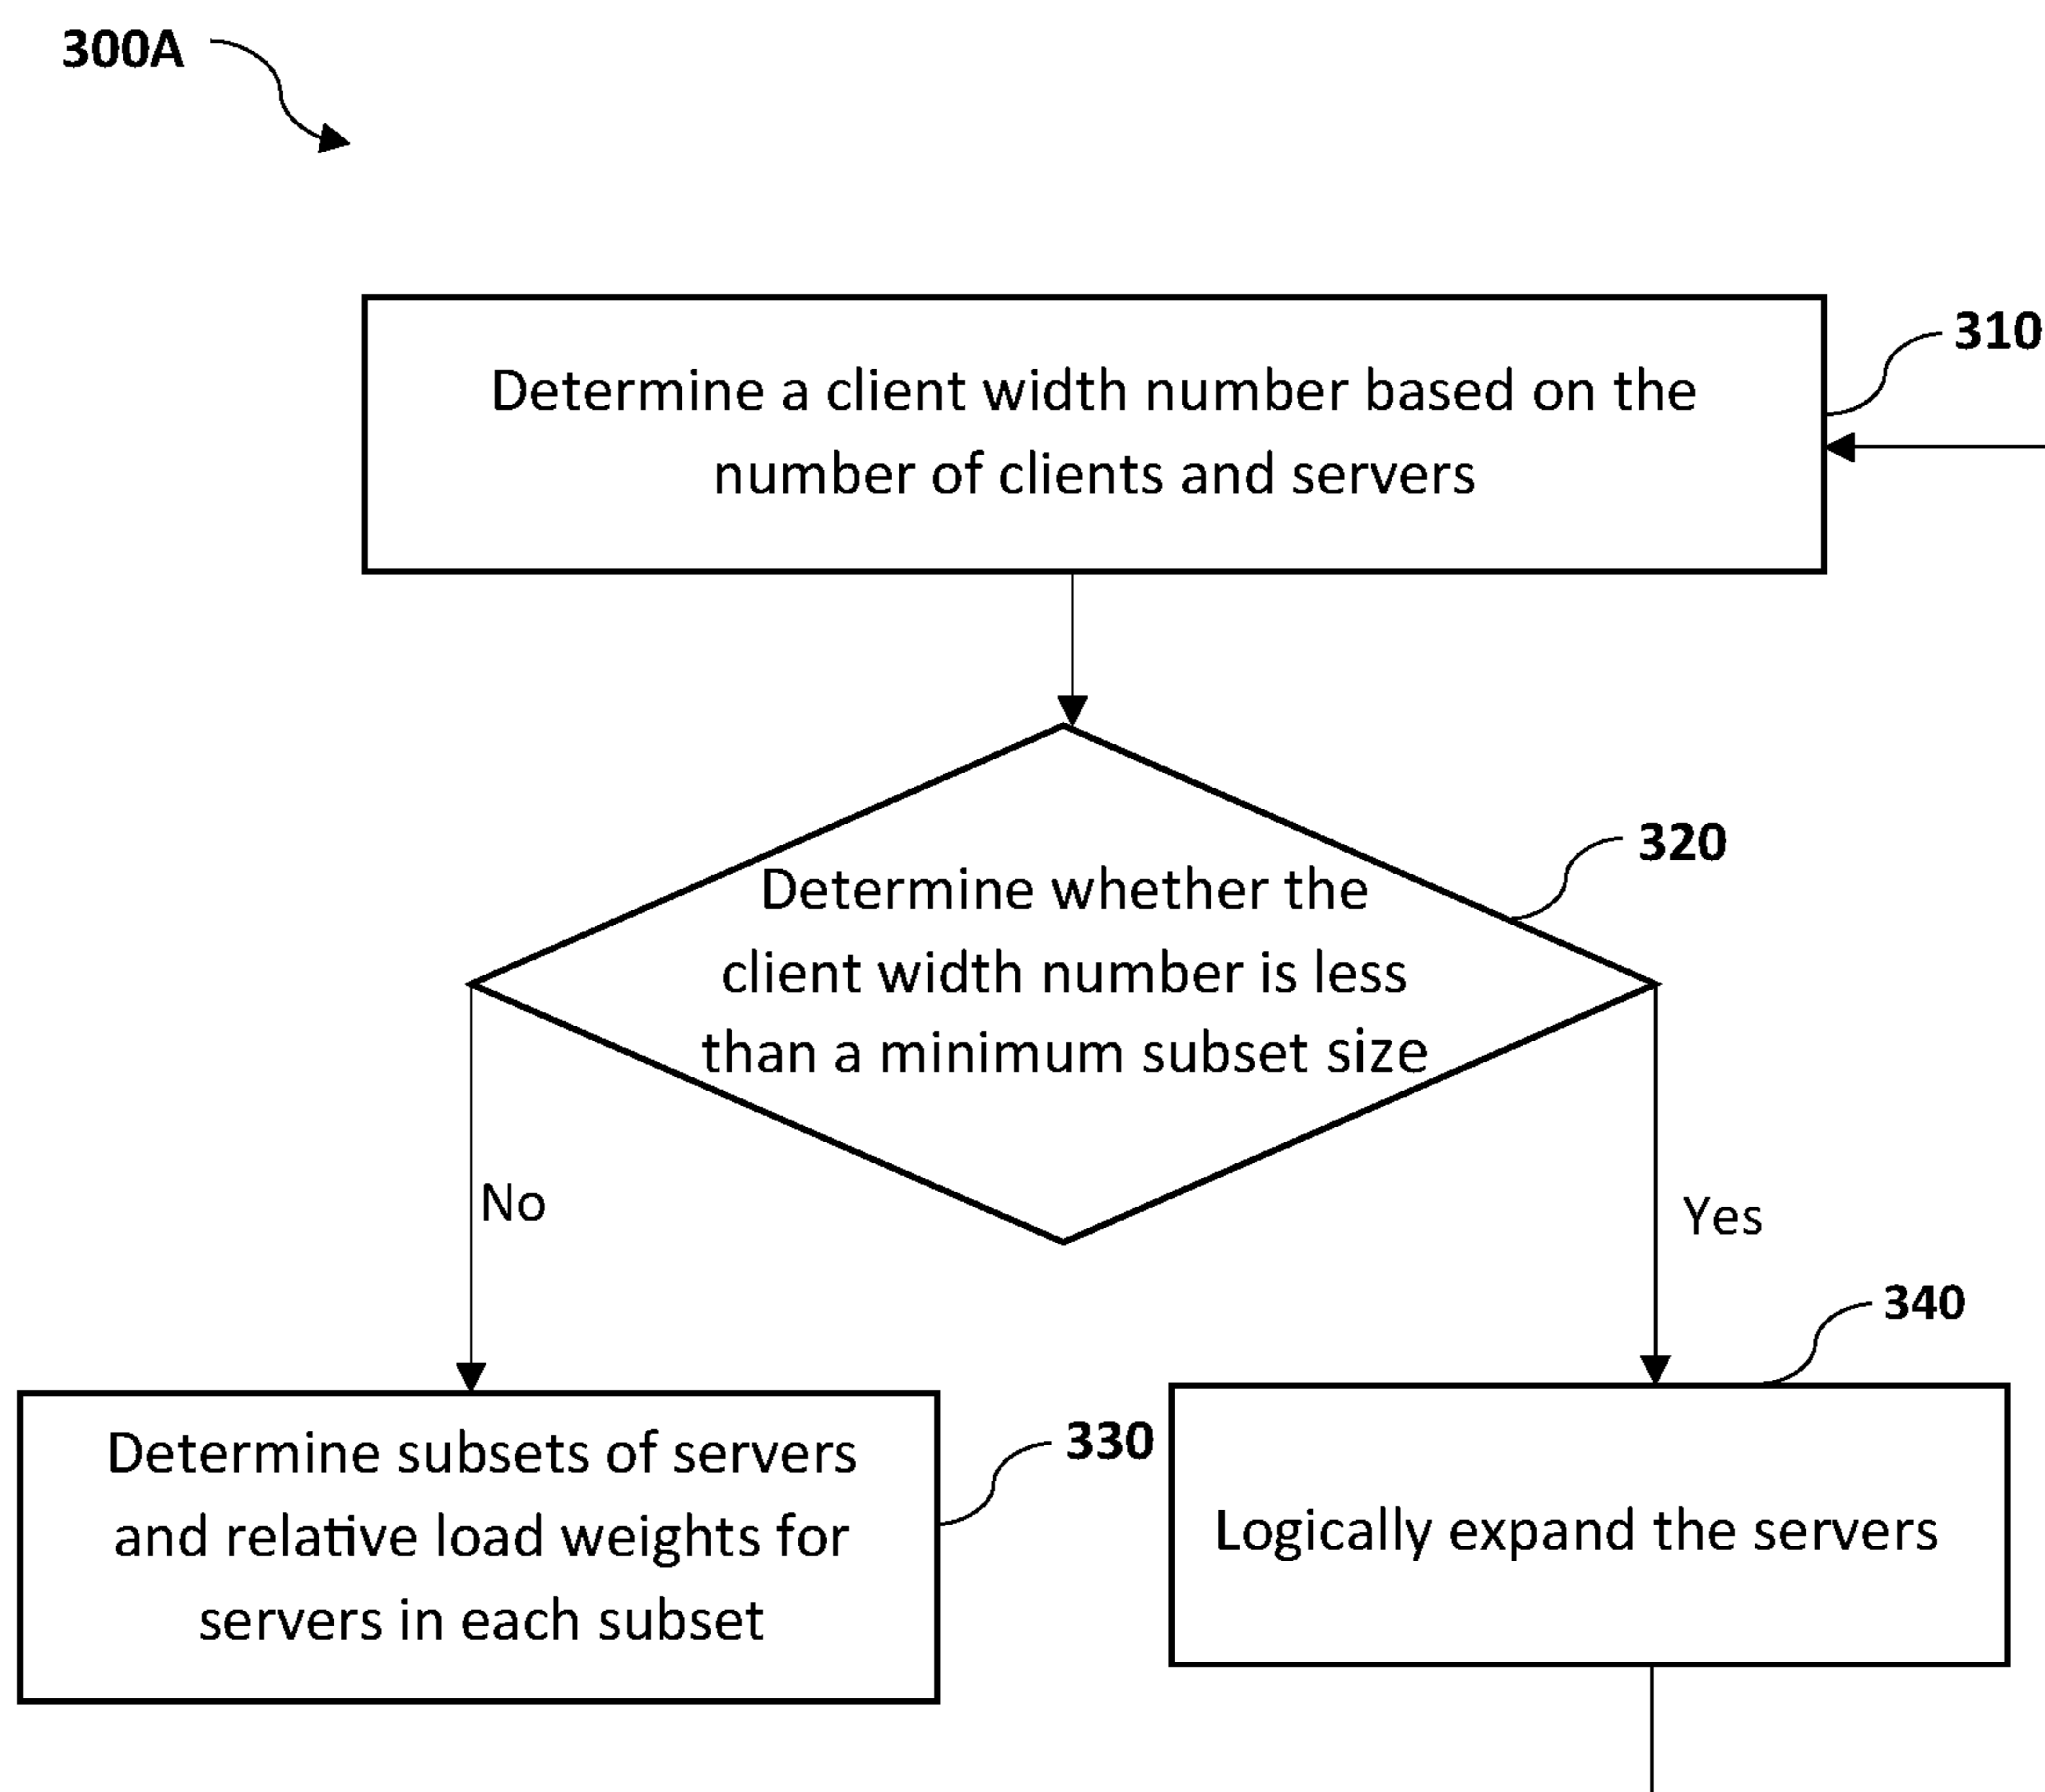 300A
310
Determine a client width number based on the
number of clients and servers
320
Determine whether the
client width number is less
than a minimum subset size
No
Yes
340
330
Determine subsets of servers
and relative load weights for
servers in each subset
Logically expand the servers